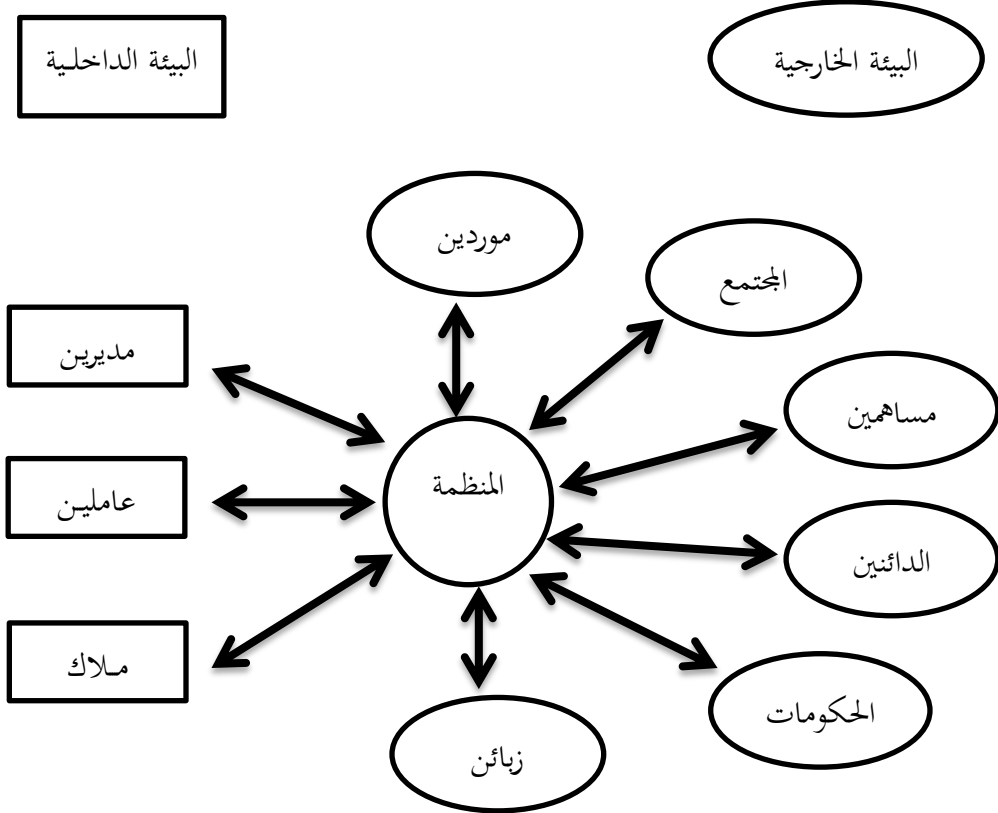 البيئة الخارجية
البيئة الداخلية
موردين
المجتمع
مديرين
مساهمين
المنظمة
عاملين
الدائنين
ملاك
الحكومات
زبائن